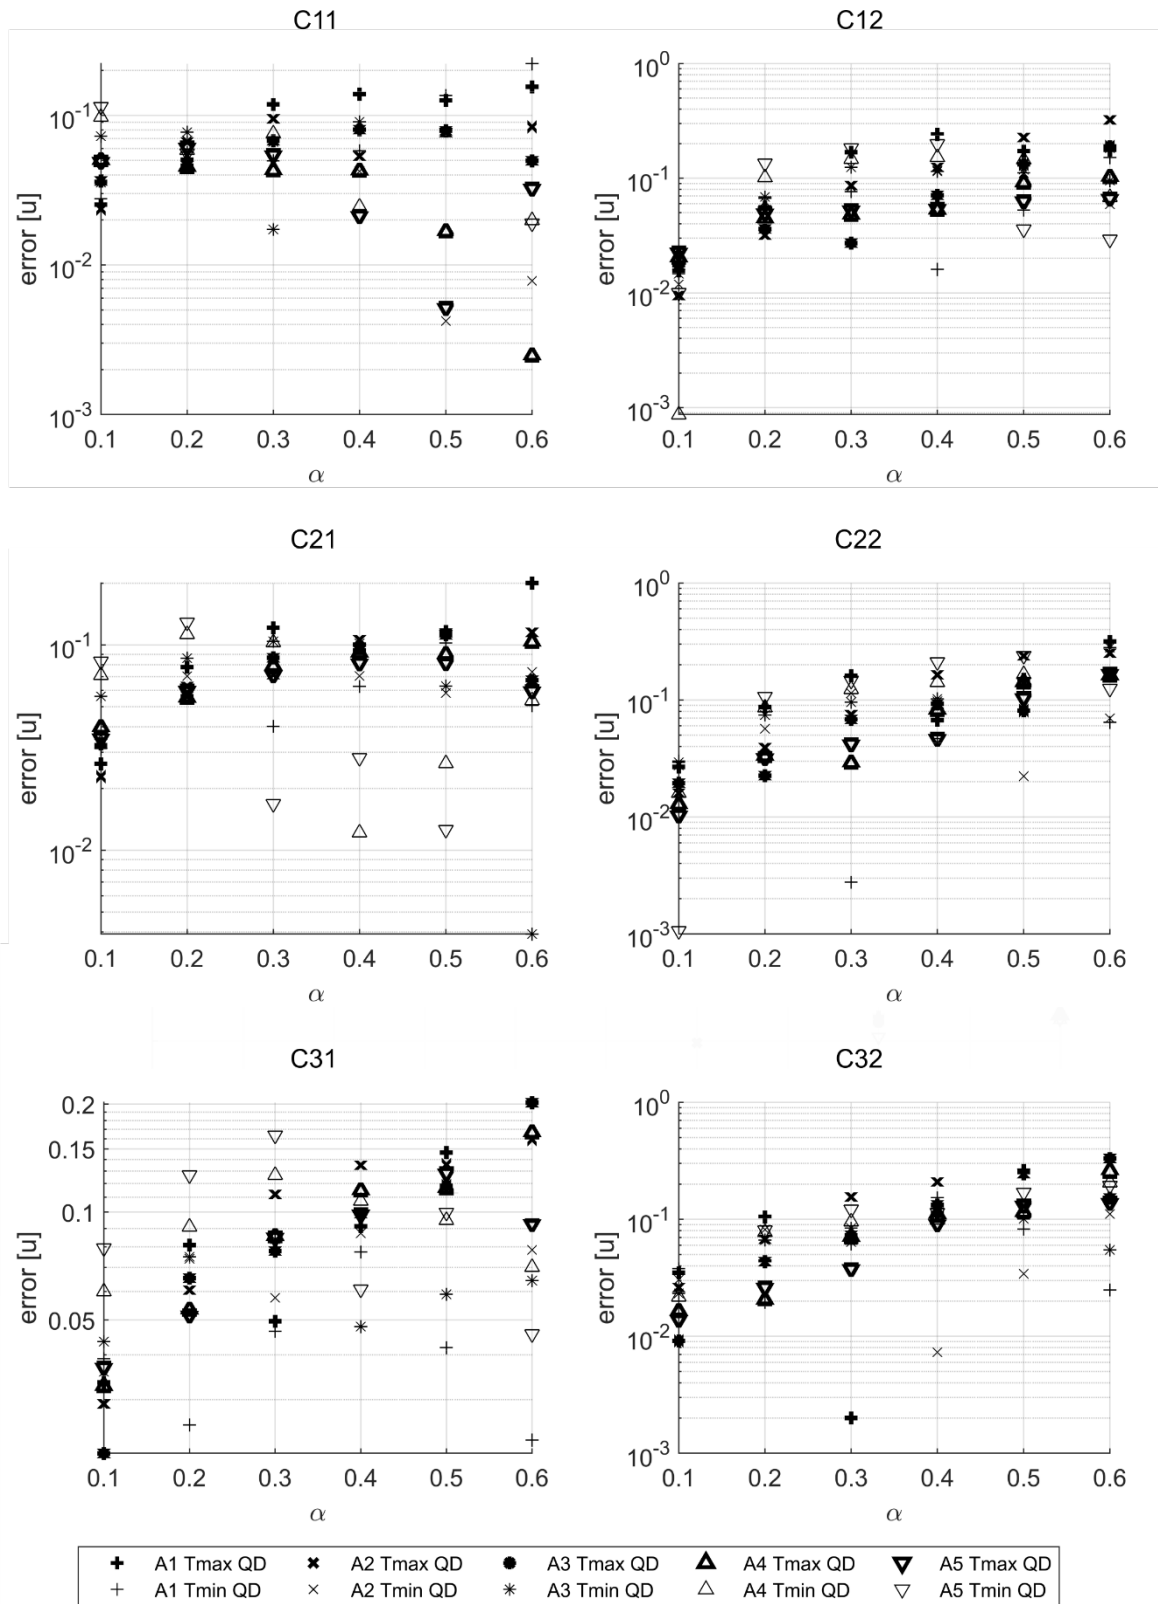 C11
10^-1
10^-2
10^-3
error [u]
0.1 0.2 0.3 0.4 0.5 0.6
α
C12
10^0
10^-1
10^-2
10^-3
error [u]
0.1 0.2 0.3 0.4 0.5 0.6
α
C21
10^-1
10^-2
error [u]
0.1 0.2 0.3 0.4 0.5 0.6
α
C22
10^0
10^-1
10^-2
10^-3
error [u]
0.1 0.2 0.3 0.4 0.5 0.6
α
C31
0.2
0.15
0.1
0.05
error [u]
0.1 0.2 0.3 0.4 0.5 0.6
α
C32
10^0
10^-1
10^-2
10^-3
error [u]
0.1 0.2 0.3 0.4 0.5 0.6
α
A1 Tmax QD A2 Tmax QD A3 Tmax QD A4 Tmax QD A5 Tmax QD
A1 Tmin QD A2 Tmin QD A3 Tmin QD A4 Tmin QD A5 Tmin QD